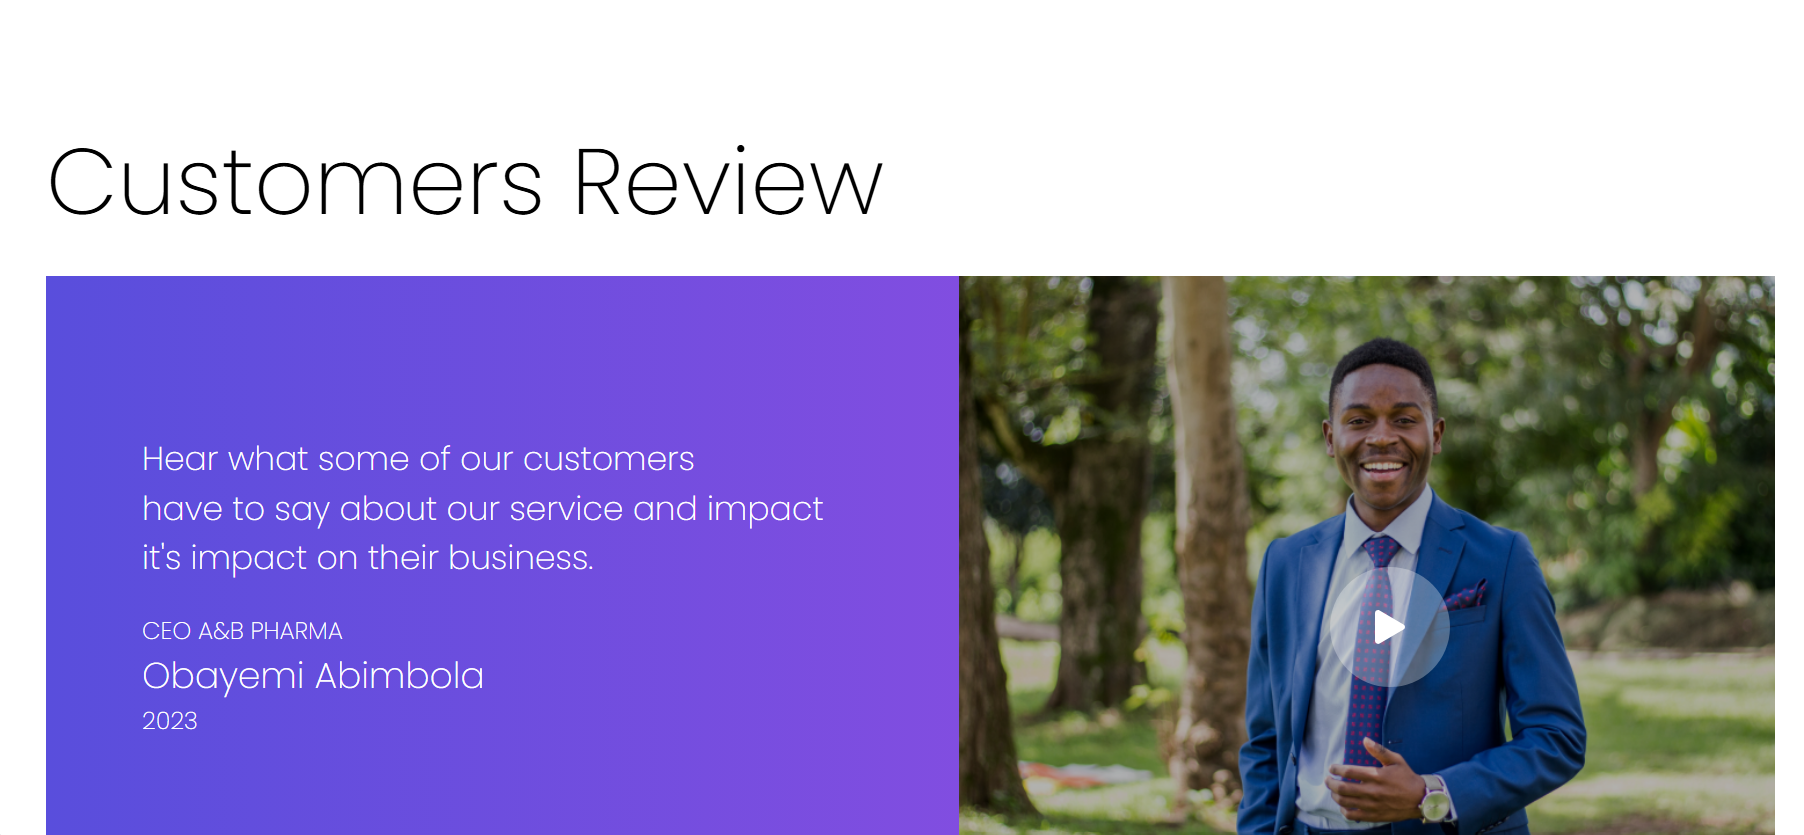 Customers Review
Hear what some of our customers
have to say about our service and impact
it's impact on their business.
CEO A&B PHARMA
Obayemi Abimbola
2023